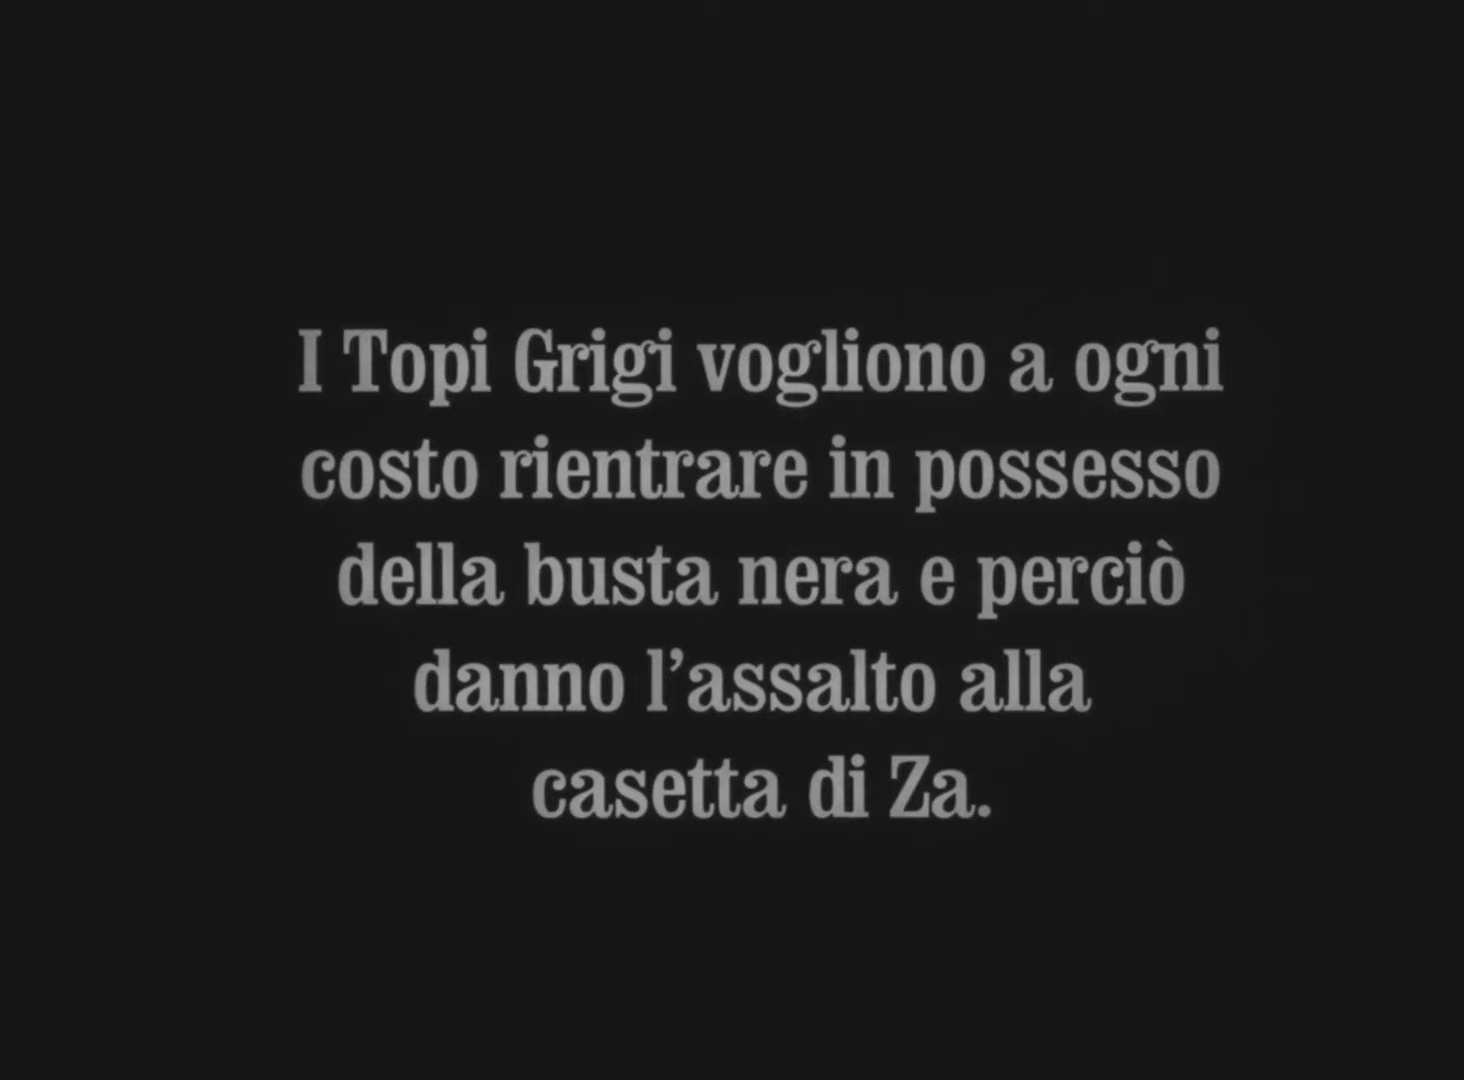 I Topi Grigi vogliono a ogni
costo rientrare in possesso
della busta nera e perciò
danno l’assalto alla
casetta di Za.